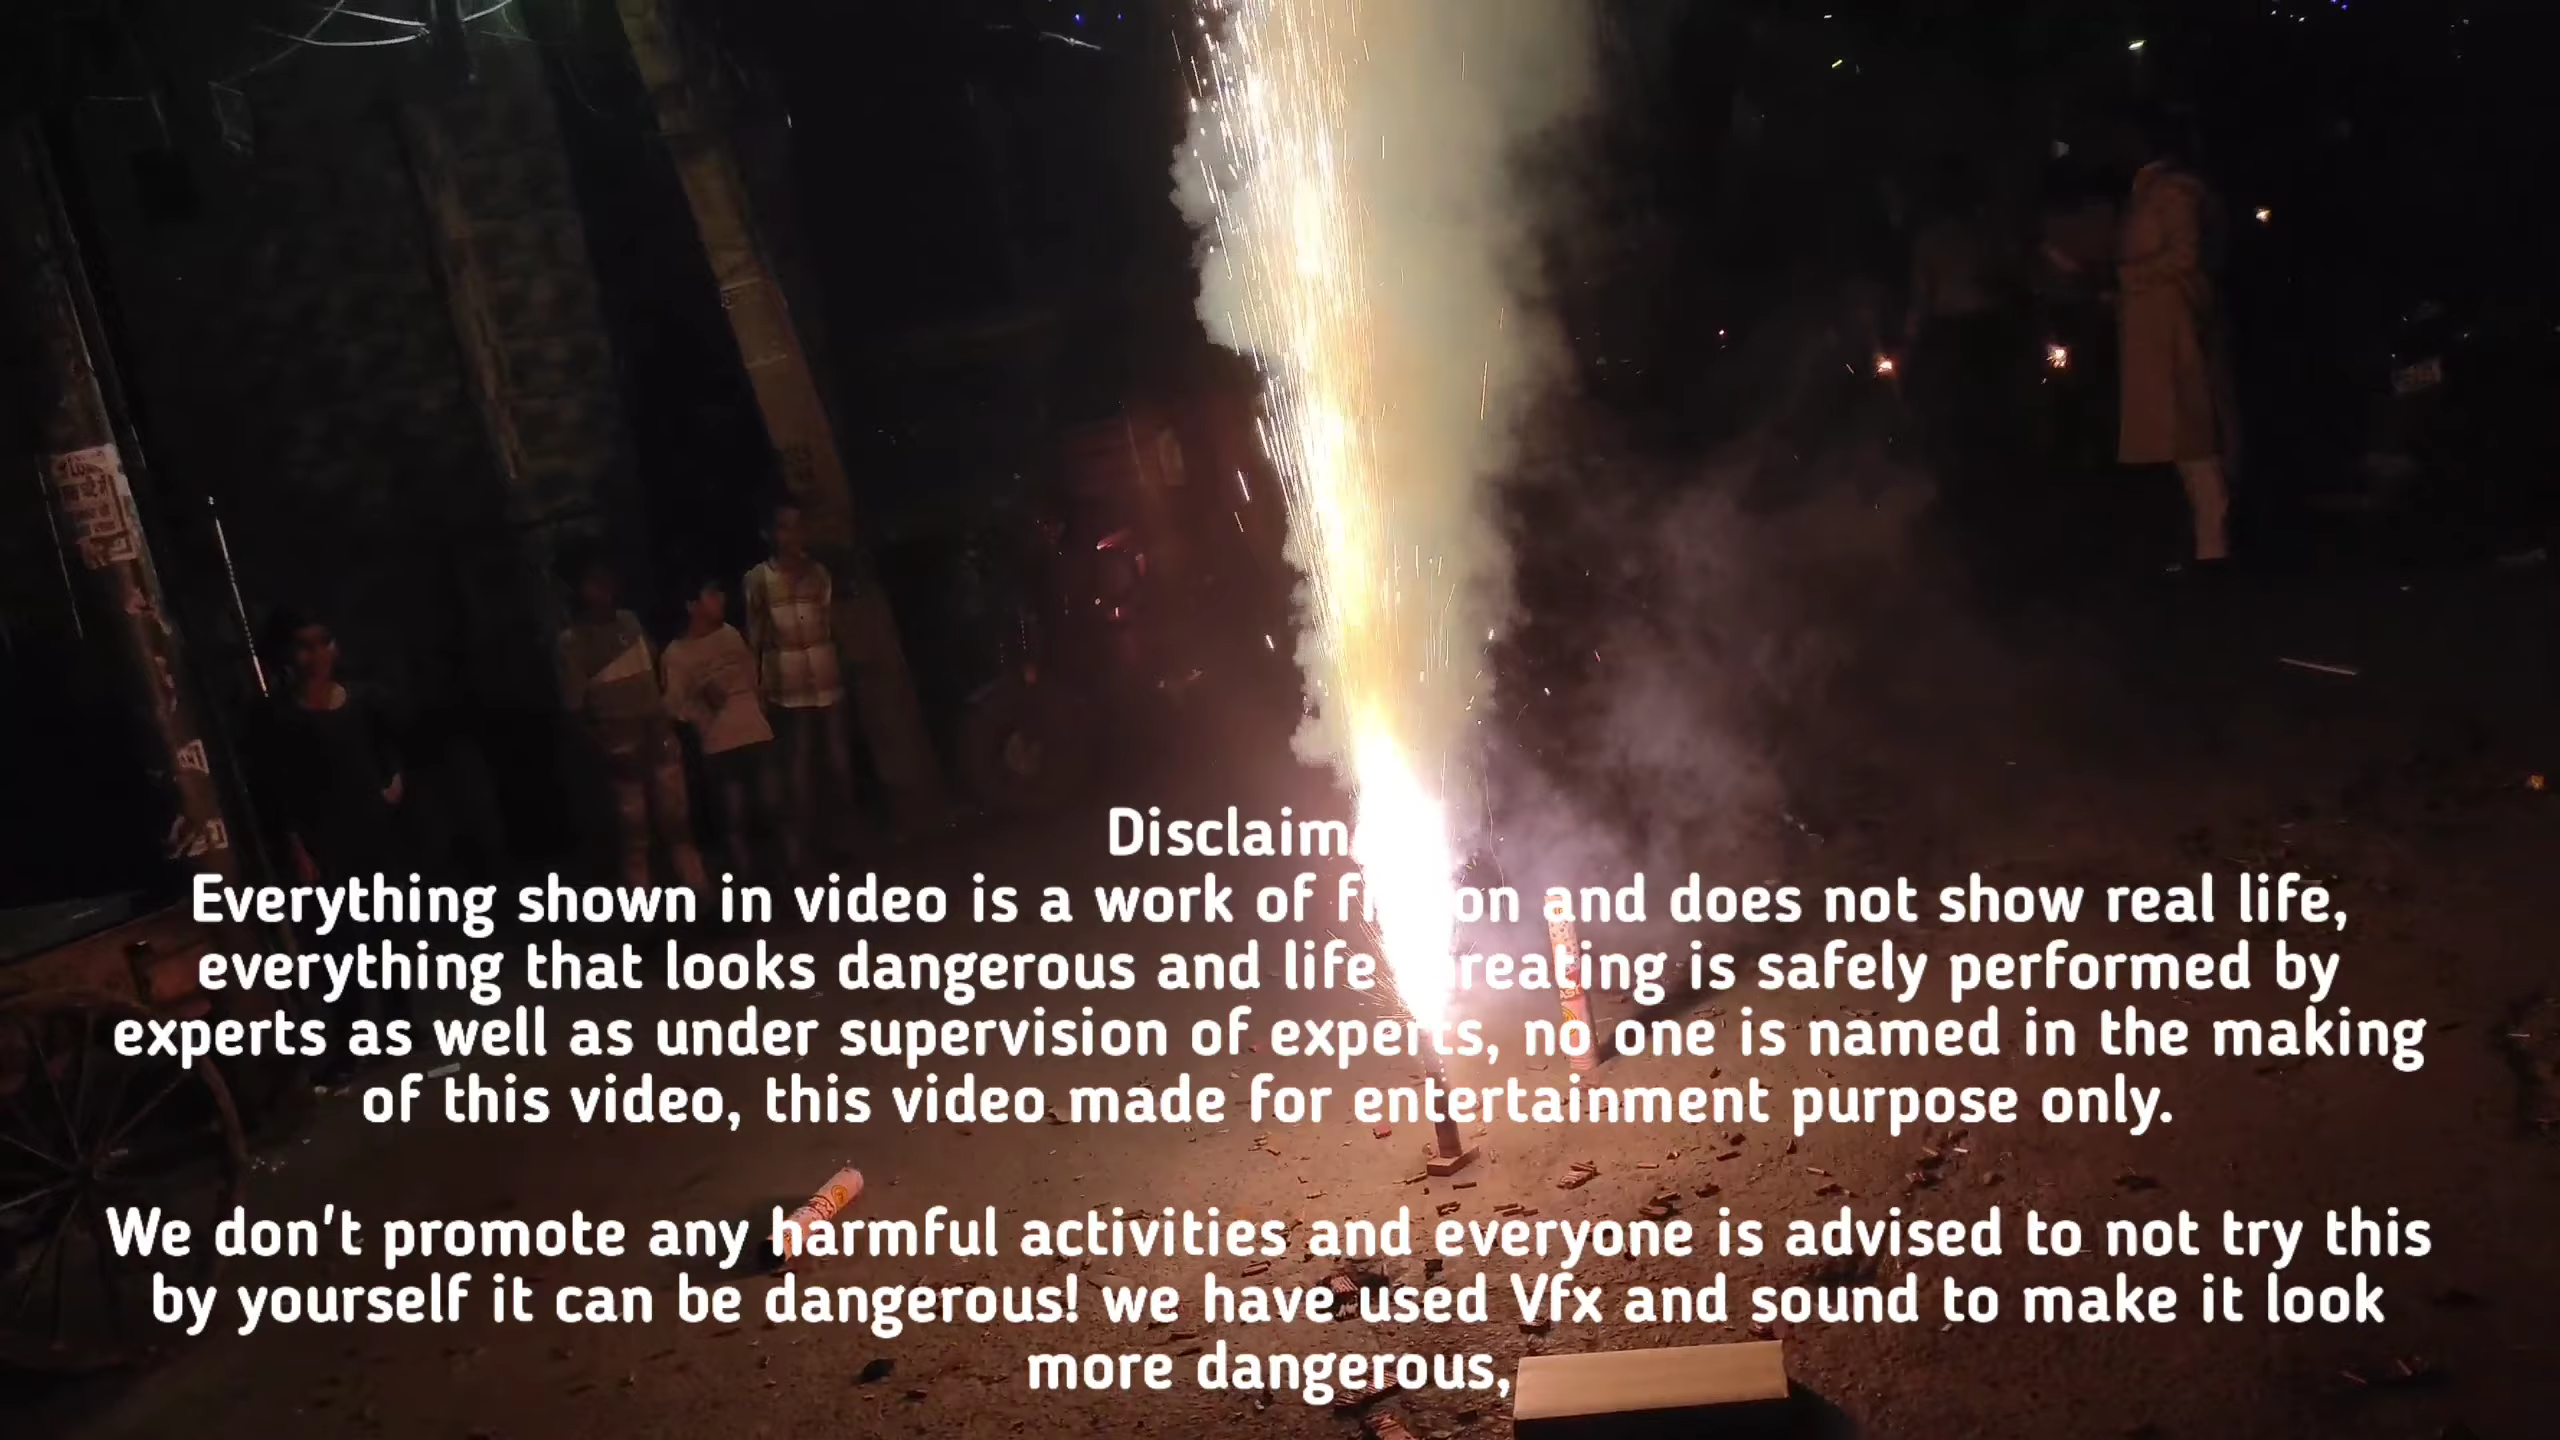 Disclaim
Everything shown in video is a work of and does not show real life,
everything that looks dangerous and life is safely performed by
experts as well as under supervision of experts, no one is named in the making
of this video, this video made for entertainment purpose only.
We don't promote any harmful activities and everyone is advised to not try this
by yourself it can be dangerous! we have used Vfx and sound to make it look
more dangerous,